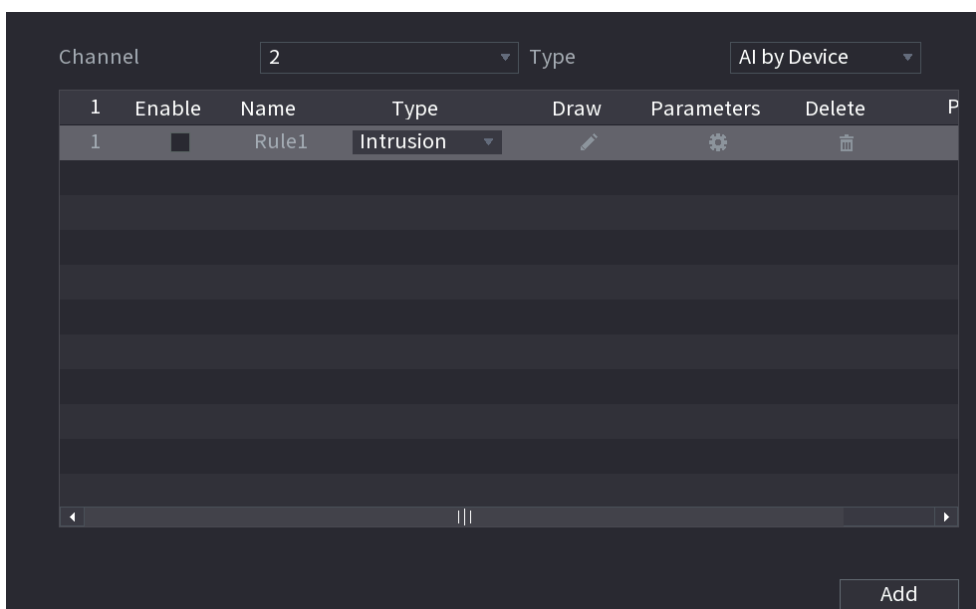 Channel 2 Type AI by Device
1 Enable Name Type Draw Parameters Delete P
1 Rule1 Intrusion
Add